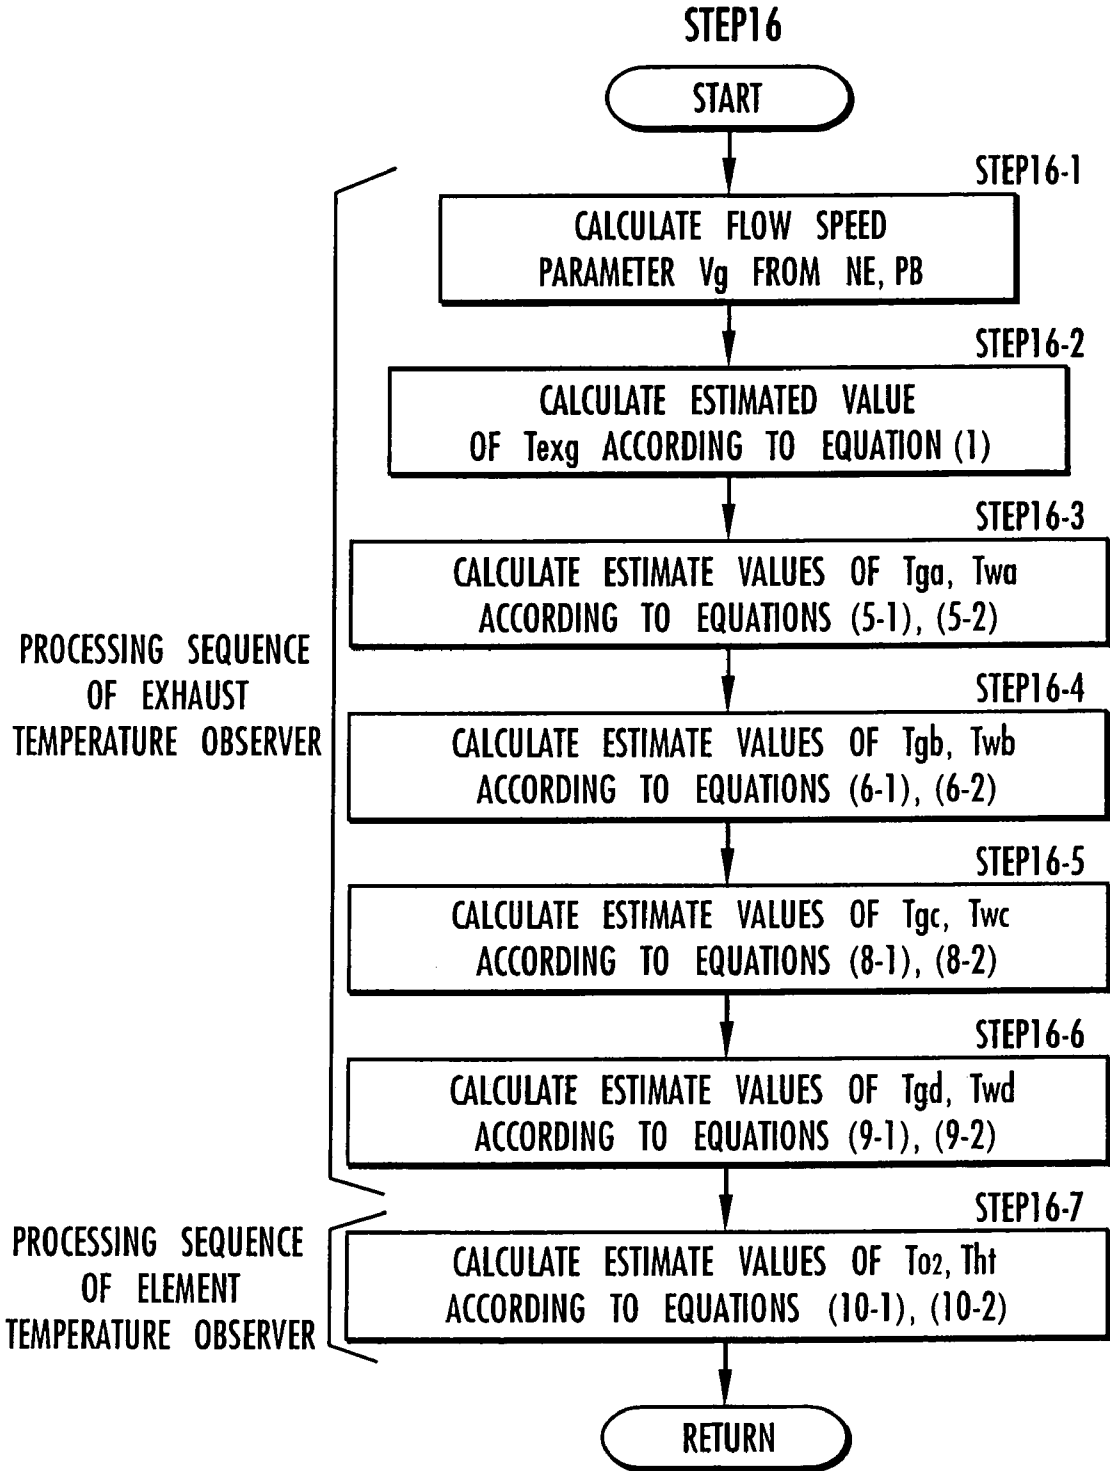 STEP16
START
STEP16-1
CALCULATE FLOW SPEED
PARAMETER Vg FROM NE, PB
STEP16-2
CALCULATE ESTIMATED VALUE
OF Texg ACCORDING TO EQUATION (1)
STEP16-3
CALCULATE ESTIMATE VALUES OF Tga, Twa
ACCORDING TO EQUATIONS (5-1), (5-2)
PROCESSING SEQUENCE
OF EXHAUST
TEMPERATURE OBSERVER
STEP16-4
CALCULATE ESTIMATE VALUES OF Tgb, Twb
ACCORDING TO EQUATIONS (6-1), (6-2)
STEP16-5
CALCULATE ESTIMATE VALUES OF Tgc, Twc
ACCORDING TO EQUATIONS (8-1), (8-2)
STEP16-6
CALCULATE ESTIMATE VALUES OF Tgd, Twd
ACCORDING TO EQUATIONS (9-1), (9-2)
STEP16-7
PROCESSING SEQUENCE
OF ELEMENT
TEMPERATURE OBSERVER
CALCULATE ESTIMATE VALUES OF To2, Tht
ACCORDING TO EQUATIONS (10-1), (10-2)
RETURN